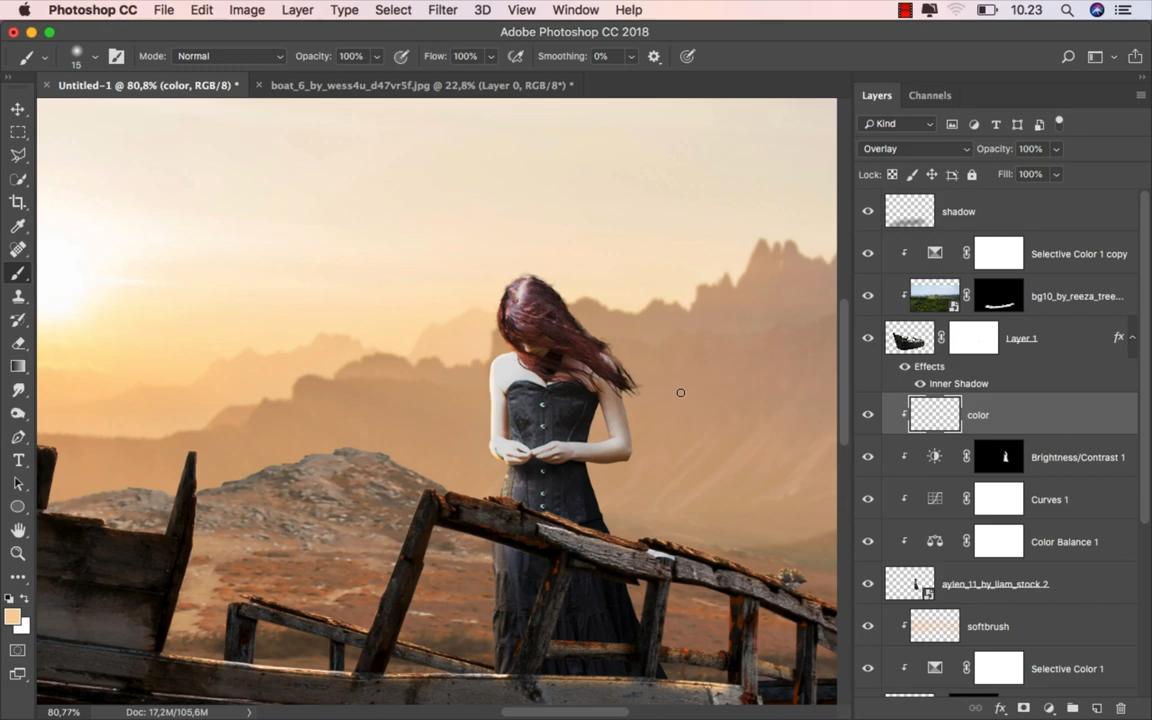 Photoshop CC File Edit Image Layer Type Select Filter 3D View Window Help 10.23
Adobe Photoshop CC 2018
15 Mode: Normal Opacity: 100% Flow: 100% Smoothing: 0%
Untitled-1 @ 80,8% (color, RGB/8) * boat_6_by_wess4u_d47vr5f.jpg @ 22,8% (Layer 0, RGB/8*) *
Layers Channels
Kind
Overlay Opacity: 100%
Lock: Fill: 100%
shadow
Selective Color 1 copy
bg10_by_reeza_tree...
Layer 1 fx
Effects
Inner Shadow
color
Brightness/Contrast 1
Curves 1
Color Balance 1
aylen_11_by_liam_stock 2
softbrush
Selective Color 1
80,77% Doc: 17,2M/105,6M
fx